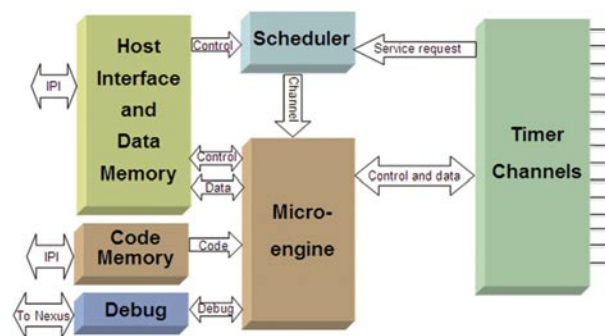 Host
Interface
and
Data
Memory
IPI
Control
Scheduler
Service request
Channel
Timer
Channels
Control
Data
Micro-
engine
Control and data
Code
Memory
IPI
Code
Debug
To Nexus
Debug